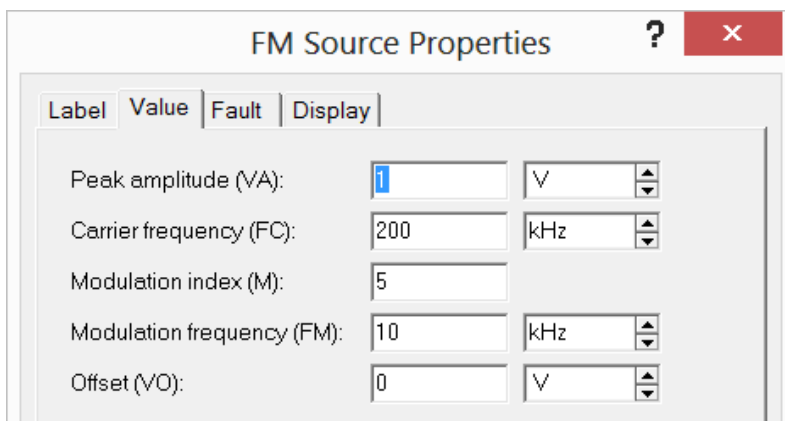 FM Source Properties ? ×
Label Value Fault Display
Peak amplitude (VA): 1 V
Carrier frequency (FC): 200 kHz
Modulation index (M): 5
Modulation frequency (FM): 10 kHz
Offset (VO): 0 V